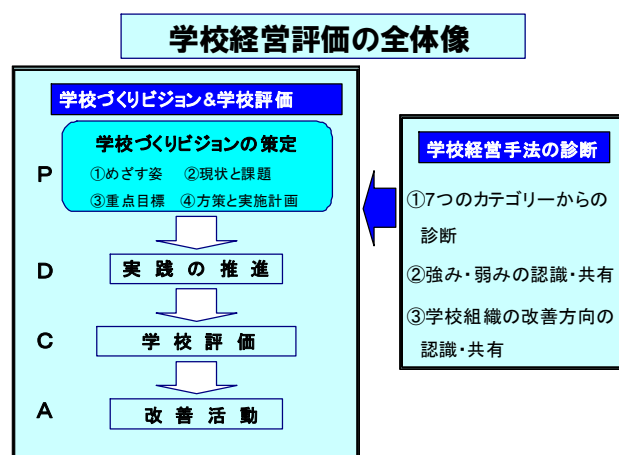 学校経営評価の全体像
学校づくりビジョン&学校評価
学校づくりビジョンの策定
P
①めざす姿 ②現状と課題
③重点目標 ④方策と実施計画
D
実践の推進
C
学校評価
A
改善活動
学校経営手法の診断
①7つのカテゴリーからの
診断
②強み・弱みの認識・共有
③学校組織の改善方向の
認識・共有